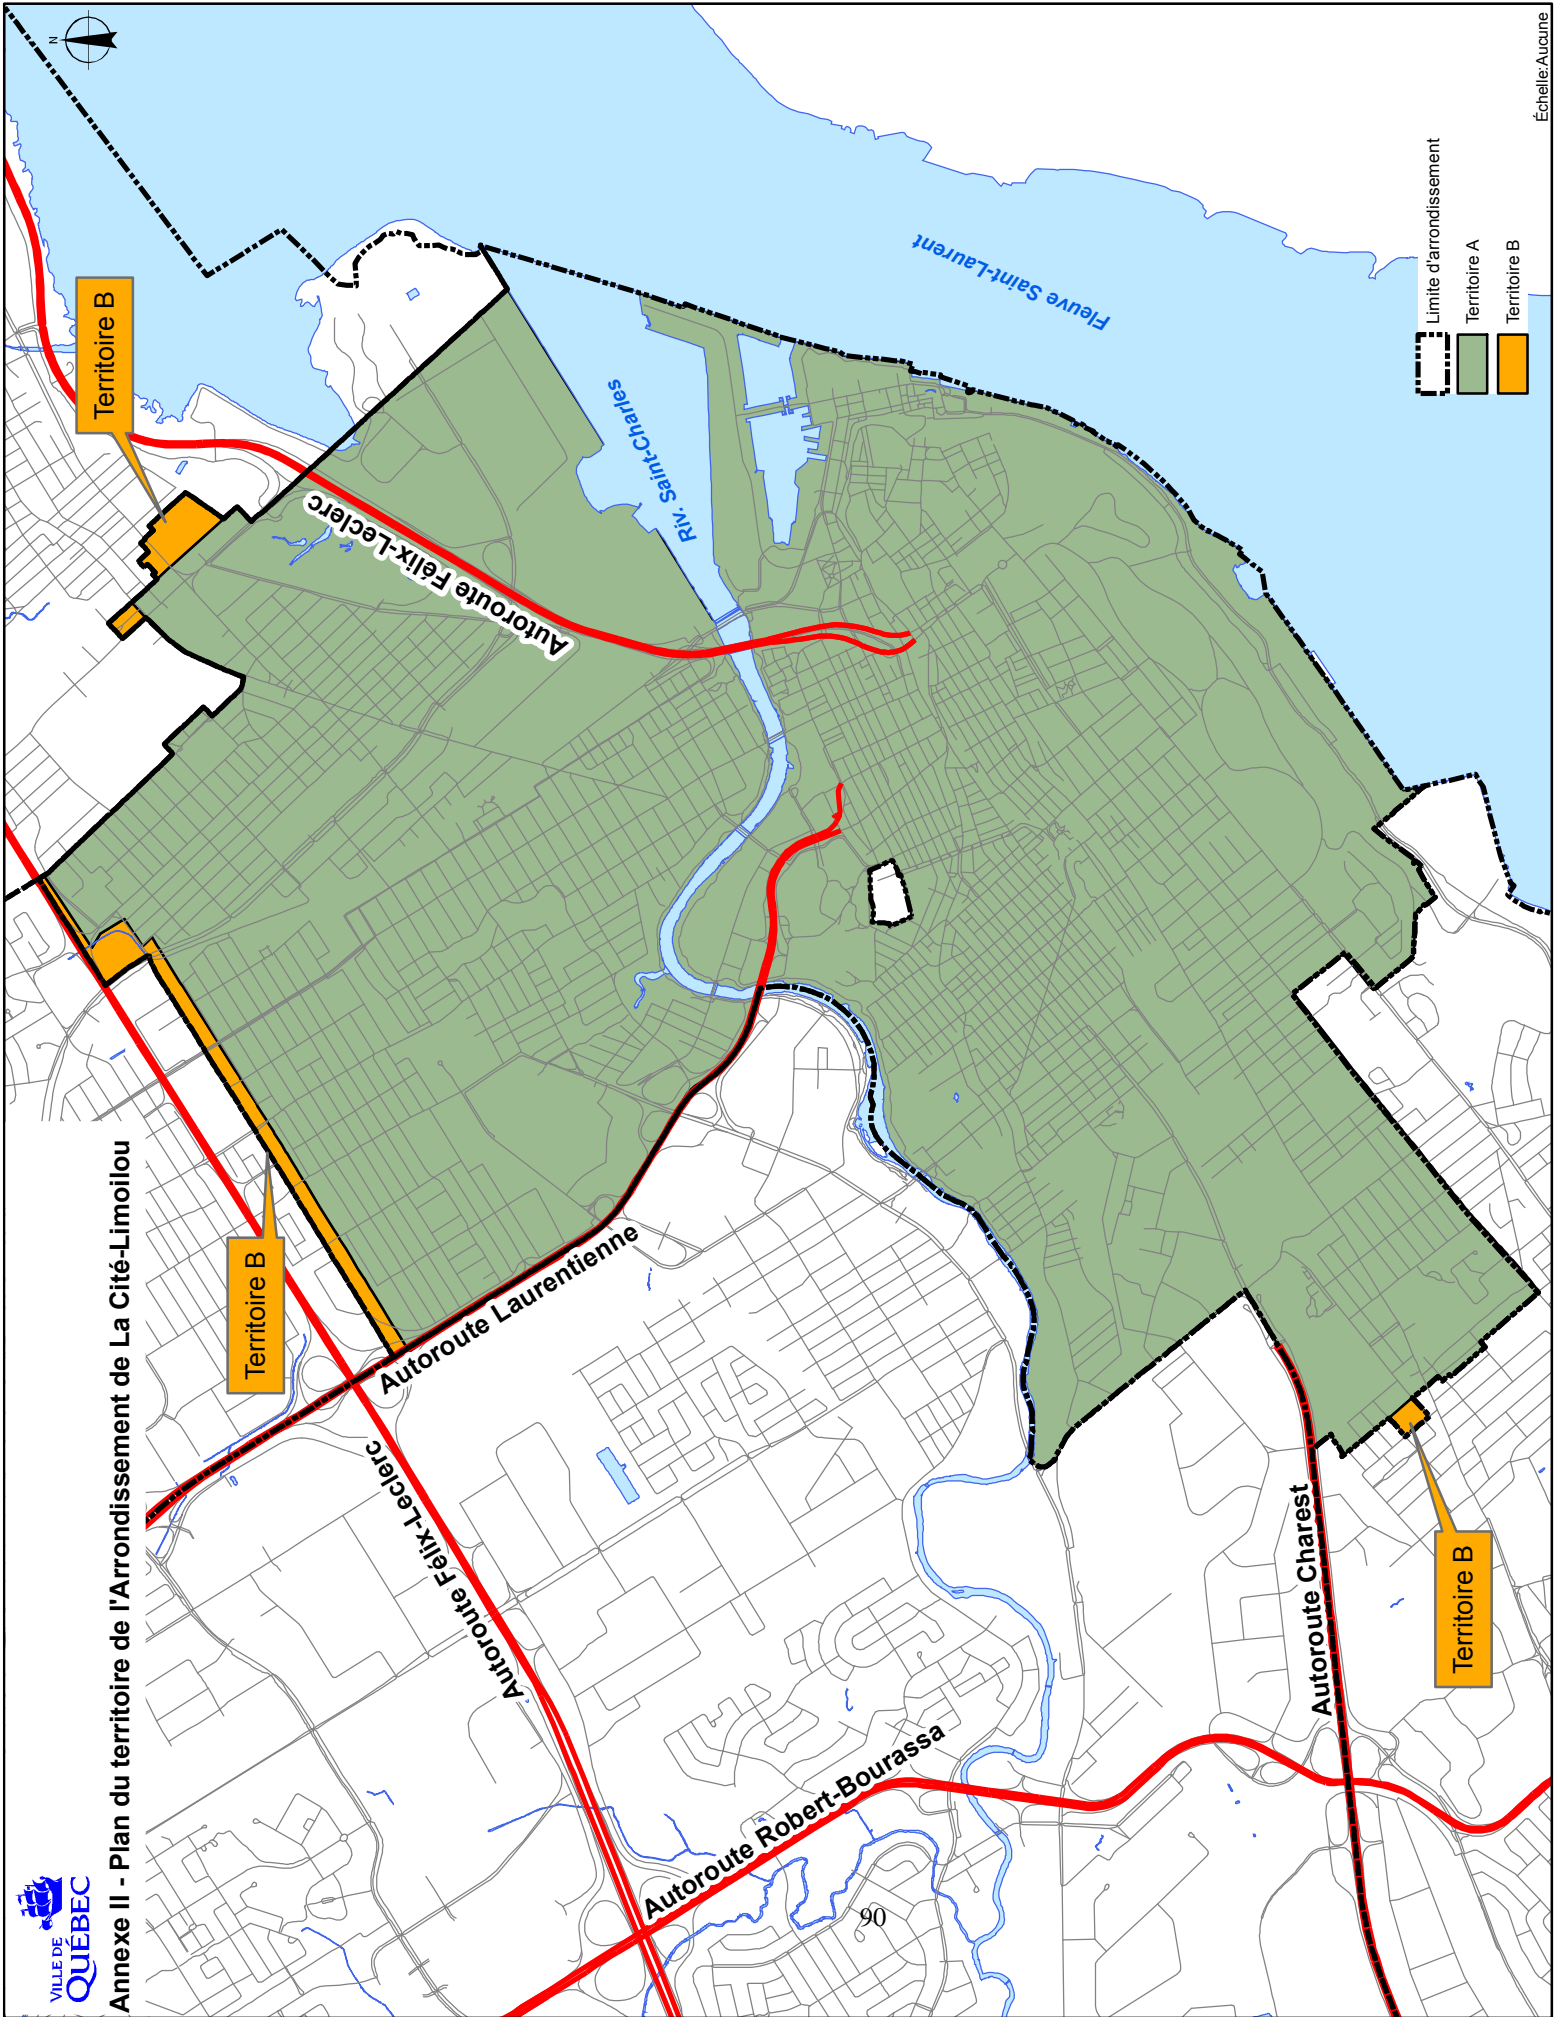 VILLE DE
QUÉBEC
Annexe II - Plan du territoire de l'Arrondissement de La Cité-Limoilou
N
Territoire B
Territoire B
Territoire B
Autoroute Félix-Leclerc
Autoroute Félix-Leclerc
Autoroute Laurentienne
Autoroute Robert-Bourassa
Autoroute Charest
Riv. Saint-Charles
Fleuve Saint-Laurent
Limite d'arrondissement
Territoire A
Territoire B
Échelle:Aucune
90